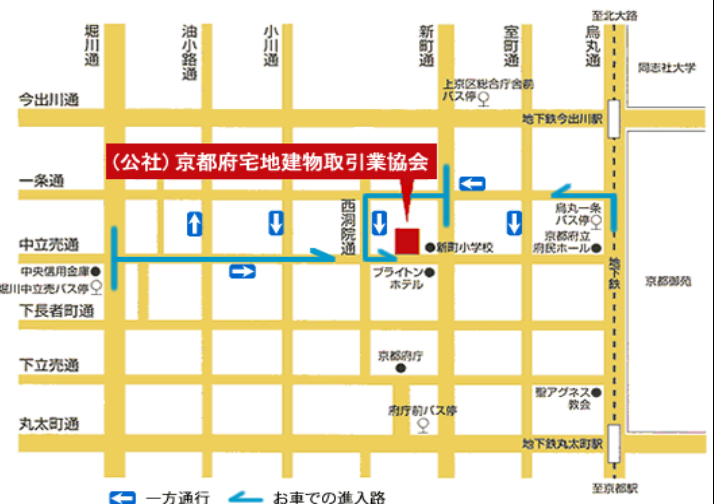 至北大路
堀川通
油小路通
小川通
新町通
室町通
烏丸通
同志社大学
上京区総合庁舎前
バス停
今出川通
地下鉄今出川駅
(公社)京都府宅地建物取引業協会
一条通
西洞院通
烏丸一条
バス停
京都府立
府民ホール
中立売通
新町小学校
地下鉄
中央信用金庫
堀川中立売バス停
ブライトン
ホテル
京都御苑
下長者町通
京都府庁
下立売通
聖アグネス
教会
府庁前バス停
丸太町通
地下鉄丸太町駅
至京都駅
一方通行
お車での進入路